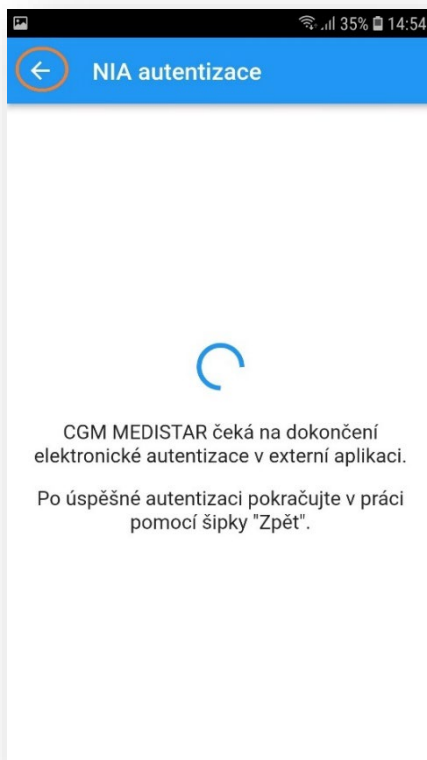 35% 14:54
NIA autentizace
CGM MEDISTAR čeká na dokončení
elektronické autentizace v externí aplikaci.
Po úspěšné autentizaci pokračujte v práci
pomocí šipky "Zpět".